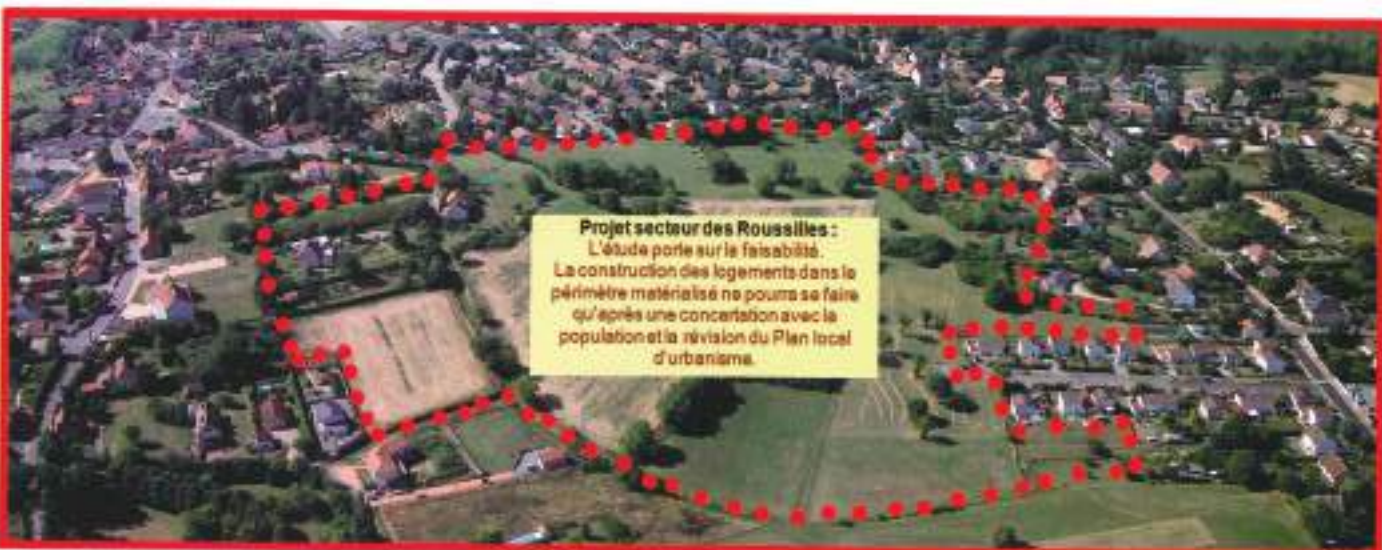 Projet secteur des Roussilles :
L'étude porte sur la faisabilité.
La construction des logements dans le
périmètre matérialisé ne pourra se faire
qu'après une concertation avec la
population et la révision du Plan local
d'urbanisme.